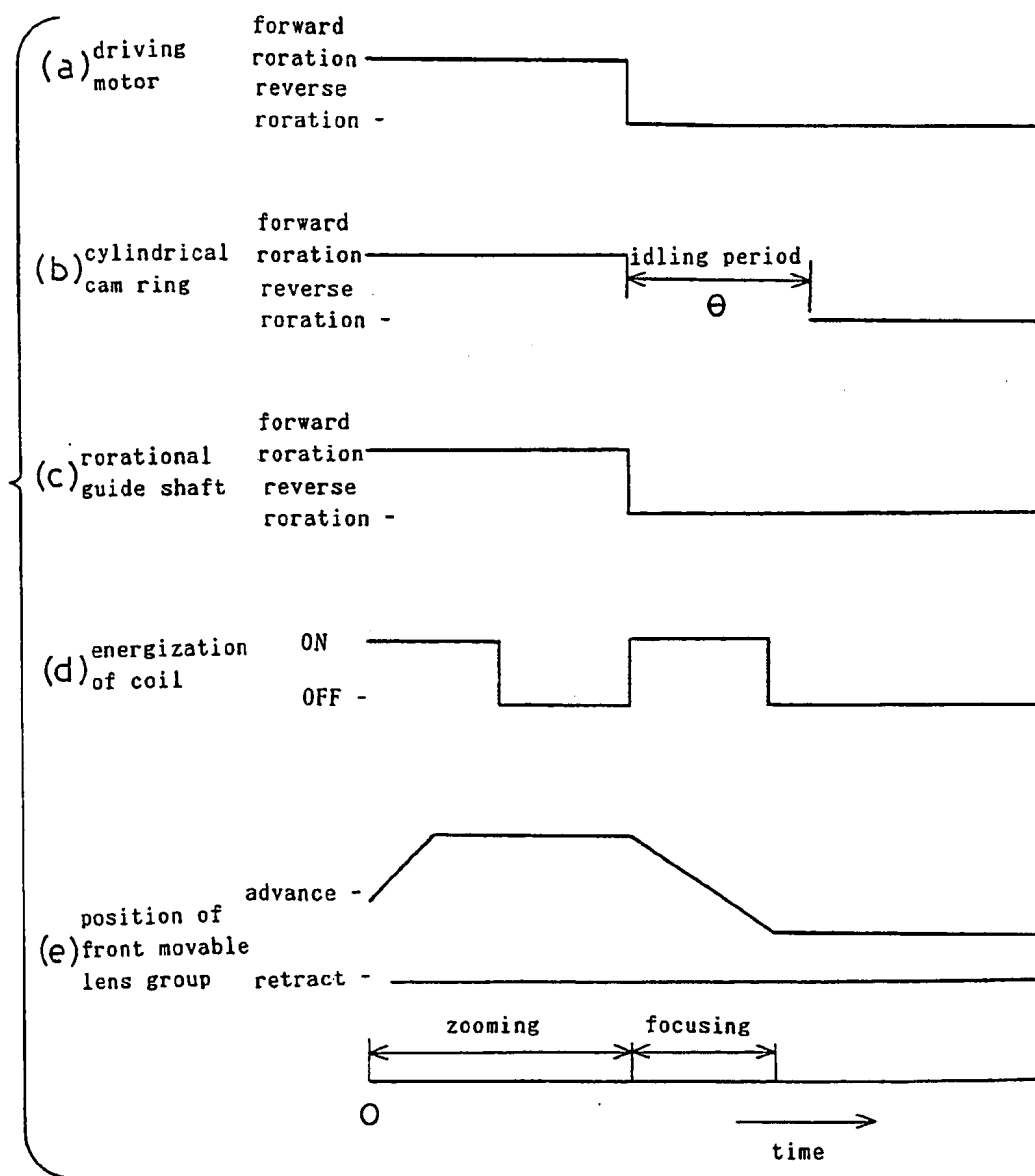 (a) driving
motor
forward
roration
reverse
roration -
(b) cylindrical
cam ring
forward
roration
reverse
roration -
idling period
θ
(c) rorational
guide shaft
forward
roration
reverse
roration -
(d) energization
of coil
ON
OFF -
(e) position of
front movable
lens group
advance -
retract -
zooming
focusing
O
time